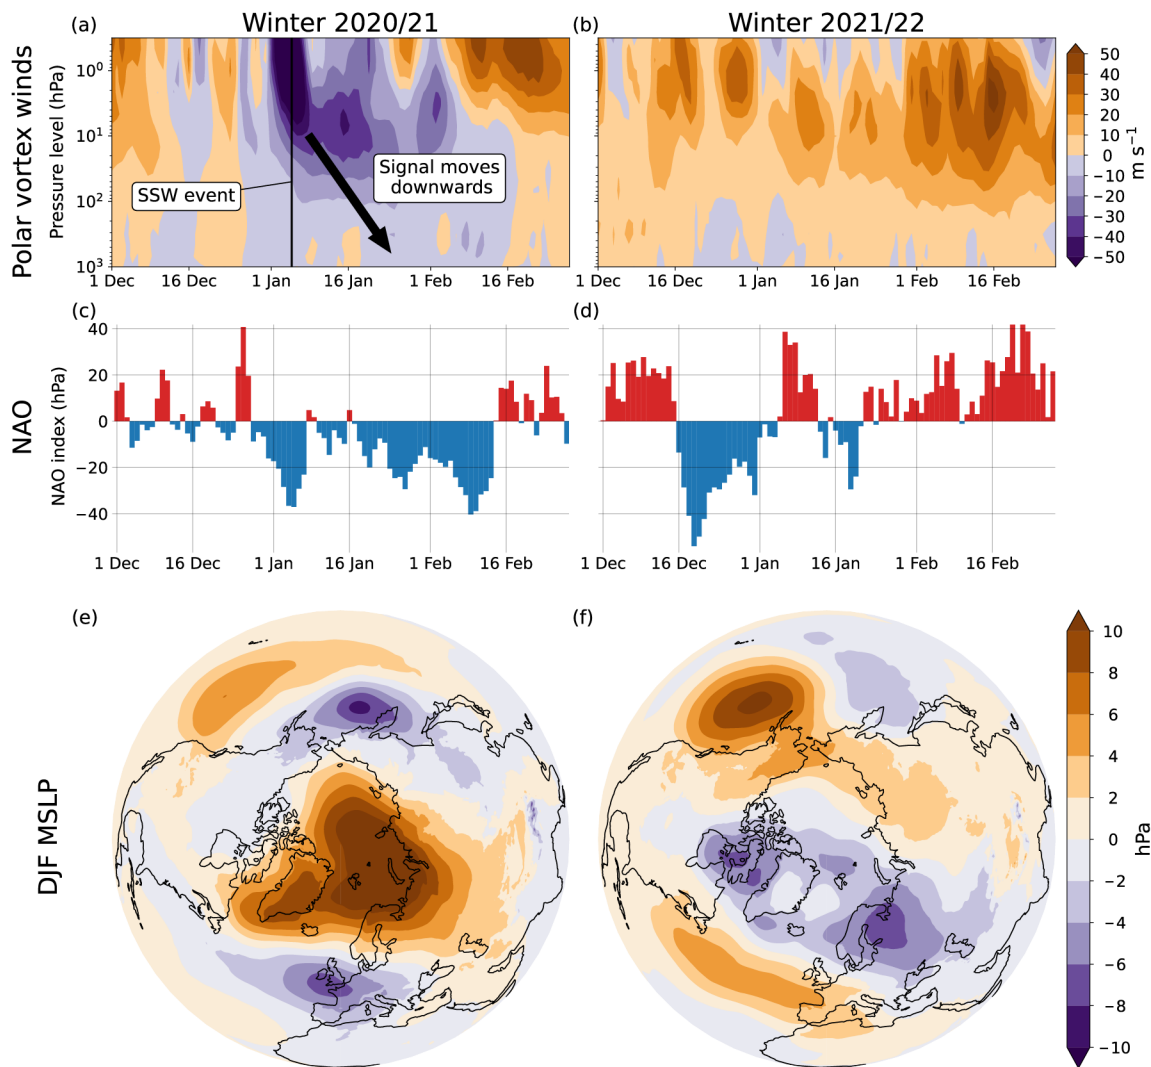 Winter 2020/21
Winter 2021/22
(a)
(b)
Polar vortex winds
Pressure level (hPa)
10⁰
10¹
10²
10³
SSW event
Signal moves
downwards
1 Dec
16 Dec
1 Jan
16 Jan
1 Feb
16 Feb
1 Dec
16 Dec
1 Jan
16 Jan
1 Feb
16 Feb
50
40
30
20
10
0
−10
−20
−30
−40
−50
m s⁻¹
(c)
(d)
NAO
NAO index (hPa)
40
20
0
−20
−40
1 Dec
16 Dec
1 Jan
16 Jan
1 Feb
16 Feb
1 Dec
16 Dec
1 Jan
16 Jan
1 Feb
16 Feb
(e)
(f)
DJF MSLP
10
8
6
4
2
0
−2
−4
−6
−8
−10
hPa